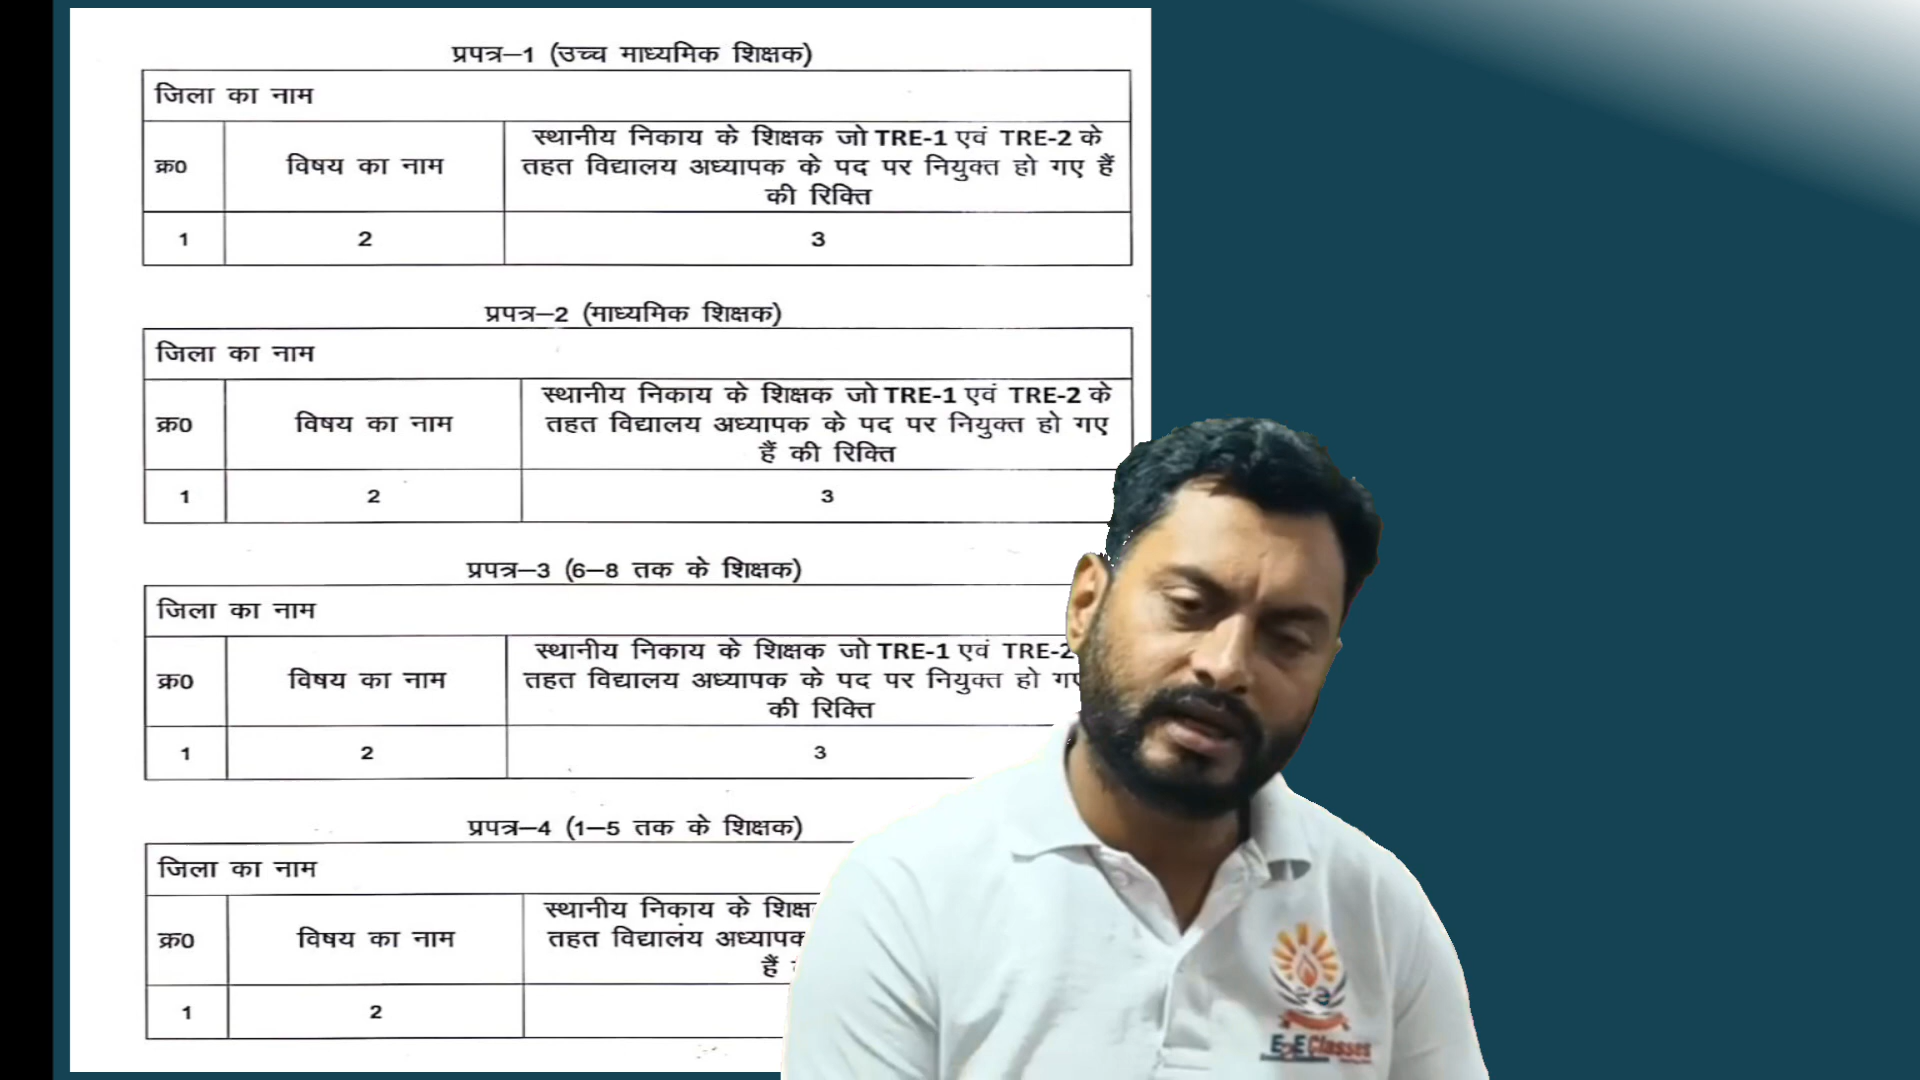 प्रपत्र–1 (उच्च माध्यमिक शिक्षक)
जिला का नाम
क्र0
विषय का नाम
स्थानीय निकाय के शिक्षक जो TRE-1 एवं TRE-2 के
तहत विद्यालय अध्यापक के पद पर नियुक्त हो गए हैं
की रिक्ति
1 2 3
प्रपत्र–2 (माध्यमिक शिक्षक)
जिला का नाम
क्र0
विषय का नाम
स्थानीय निकाय के शिक्षक जो TRE-1 एवं TRE-2 के
तहत विद्यालय अध्यापक के पद पर नियुक्त हो गए
हैं की रिक्ति
1 2 3
प्रपत्र–3 (6–8 तक के शिक्षक)
जिला का नाम
क्र0
विषय का नाम
स्थानीय निकाय के शिक्षक जो TRE-1 एवं TRE-2
तहत विद्यालय अध्यापक के पद पर नियुक्त हो गए
की रिक्ति
1 2 3
प्रपत्र–4 (1–5 तक के शिक्षक)
जिला का नाम
क्र0
विषय का नाम
स्थानीय निकाय के
तहत विद्यालय
हैं
1 2
Classes